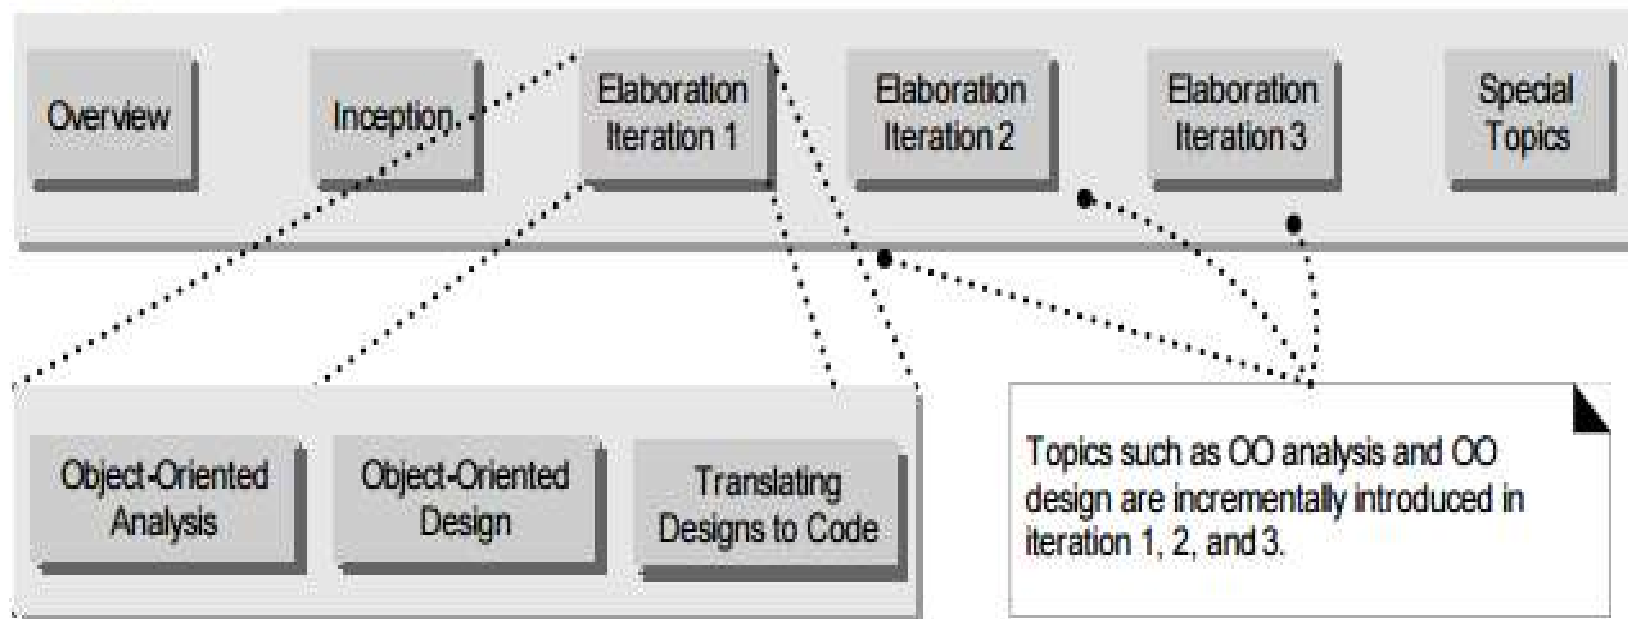 Overview
Inception
Elaboration
Iteration 1
Elaboration
Iteration 2
Elaboration
Iteration 3
Special
Topics
Object-Oriented
Analysis
Object-Oriented
Design
Translating
Designs to Code
Topics such as OO analysis and OO
design are incrementally introduced in
iteration 1, 2, and 3.